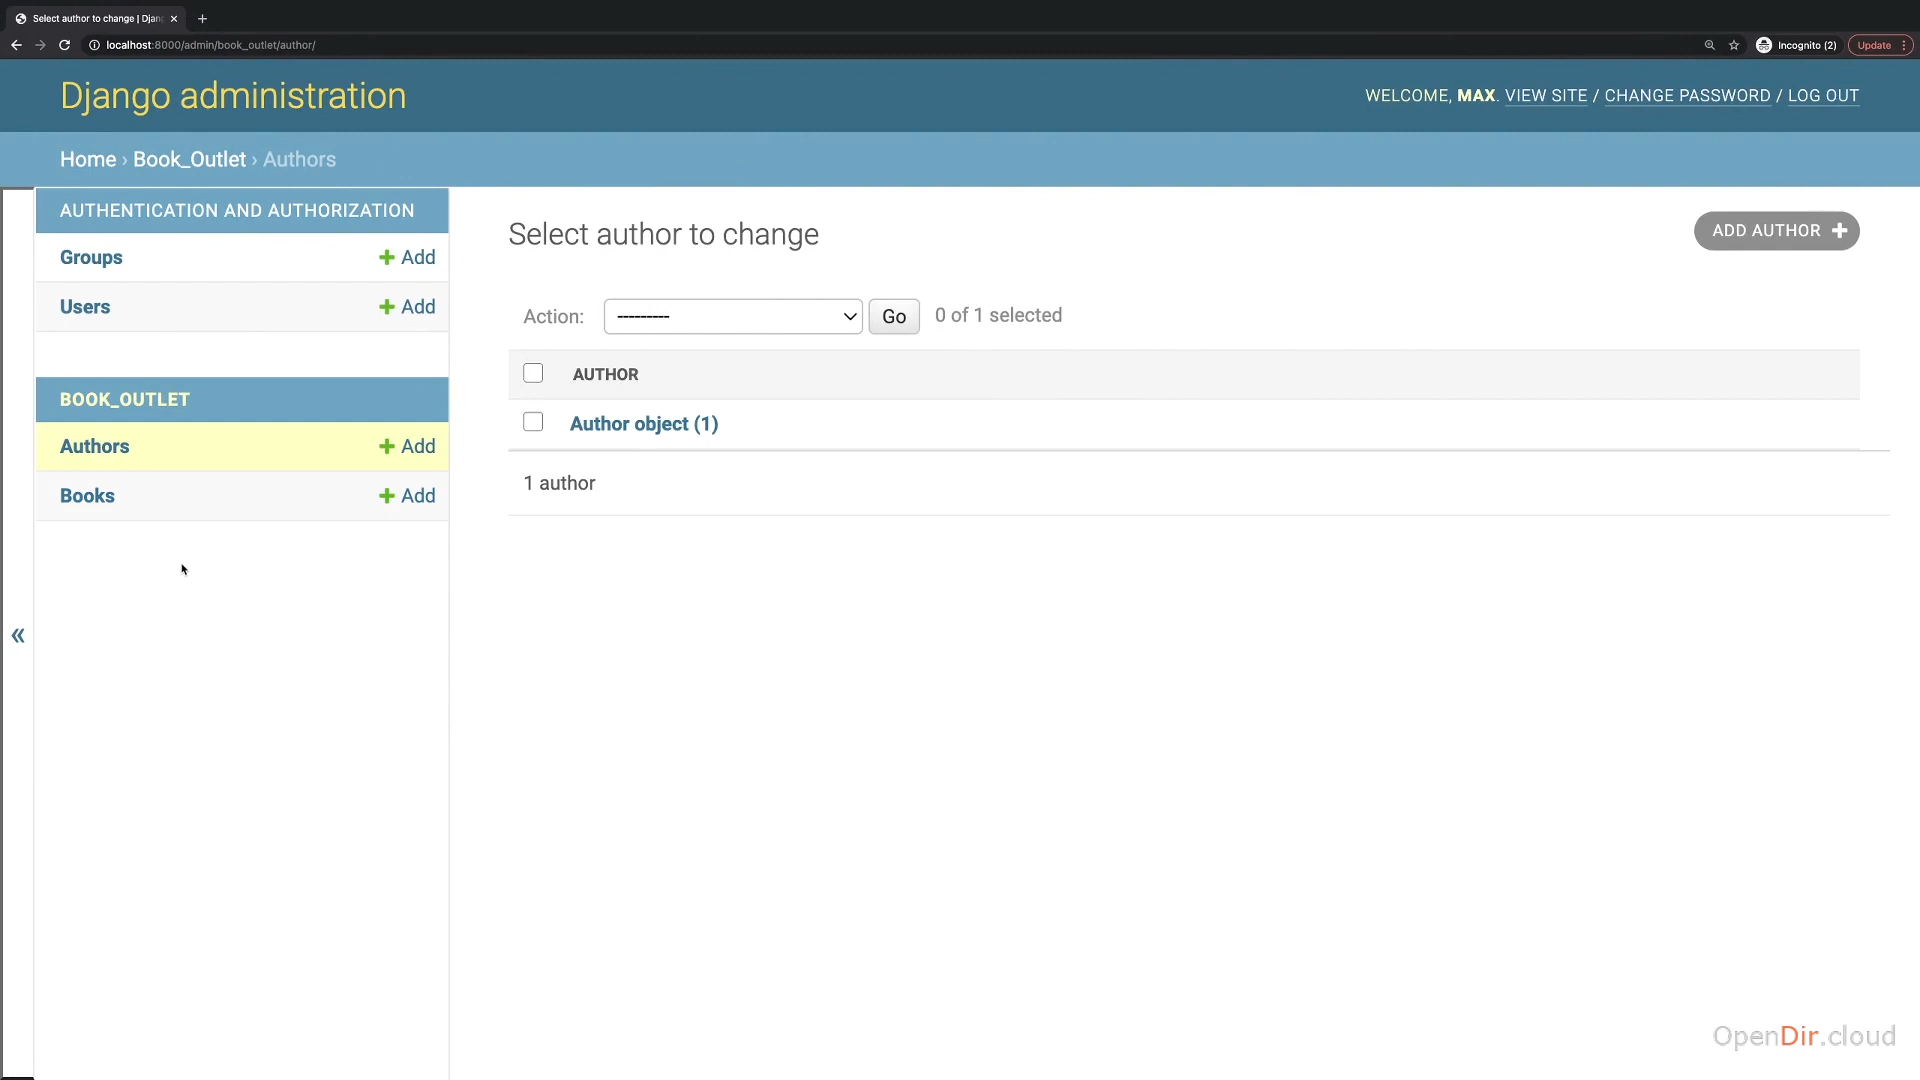 Select author to change | Djang
localhost:8000/admin/book_outlet/author/
Incognito (2)
Update
Django administration
WELCOME, MAX. VIEW SITE / CHANGE PASSWORD / LOG OUT
Home › Book_Outlet › Authors
AUTHENTICATION AND AUTHORIZATION
Groups
Add
Users
Add
BOOK_OUTLET
Authors
Add
Books
Add
«
Select author to change
ADD AUTHOR
Action:
---------
Go
0 of 1 selected
AUTHOR
Author object (1)
1 author
OpenDir.cloud